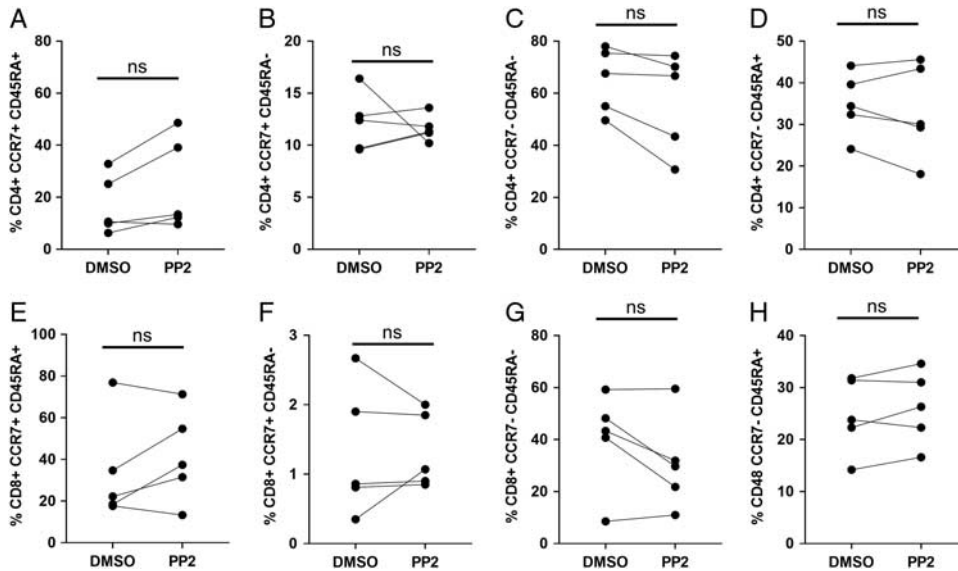 A
ns
% CD4+ CCR7+ CD45RA+
80
60
40
20
0
DMSO PP2
B
ns
% CD4+ CCR7+ CD45RA-
20
15
10
5
0
DMSO PP2
C
ns
% CD4+ CCR7- CD45RA-
80
60
40
20
0
DMSO PP2
D
ns
% CD4+ CCR7- CD45RA+
50
40
30
20
10
0
DMSO PP2
E
ns
% CD8+ CCR7+ CD45RA+
100
80
60
40
20
0
DMSO PP2
F
ns
% CD8+ CCR7+ CD45RA-
3
2
1
0
DMSO PP2
G
ns
% CD8+ CCR7- CD45RA-
80
60
40
20
0
DMSO PP2
H
ns
% CD48 CCR7- CD45RA+
40
30
20
10
0
DMSO PP2